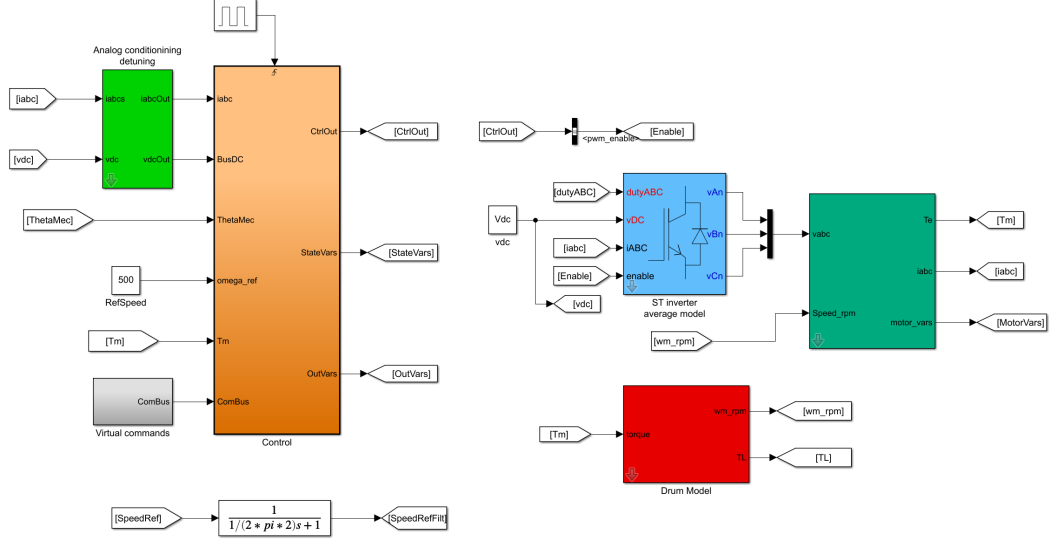 Analog conditionining
detuning
[iabc]
iabcs
iabcOut
[vdc]
vdc
vdcOut
iabc
BusDC
[ThetaMec]
ThetaMec
500
RefSpeed
omega_ref
[Tm]
Tm
ComBus
Virtual commands
ComBus
CtrlOut
StateVars
OutVars
Control
[CtrlOut]
[StateVars]
[OutVars]
[SpeedRef]
1
1/(2 * pi * 2)s + 1
[SpeedRefFilt]
[CtrlOut]
<pwm_enable>
[Enable]
[dutyABC]
dutyABC
vAn
Vdc
vdc
vDC
vBn
[iabc]
iABC
[Enable]
enable
vCn
[vdc]
ST inverter
average model
vabc
Te
[Tm]
iabc
[iabc]
[wm_rpm]
Speed_rpm
motor_vars
[MotorVars]
[Tm]
torque
wm_rpm
[wm_rpm]
TL
[TL]
Drum Model